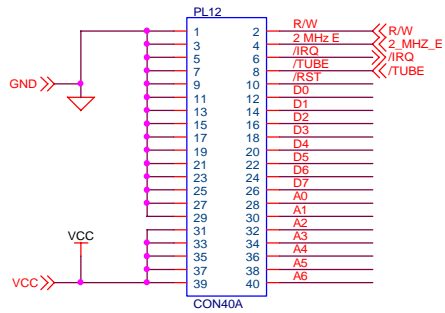 PL12
1 2 R/W R/W
3 4 2 MHz E 2_MHZ_E
5 6 /IRQ /IRQ
7 8 /TUBE /TUBE
GND 9 10 /RST
11 12 D0
13 14 D1
15 16 D2
17 18 D3
19 20 D4
21 22 D5
23 24 D6
25 26 D7
27 28 A0
29 30 A1
31 32 A2
VCC 33 34 A3
35 36 A4
37 38 A5
VCC 39 40 A6
CON40A